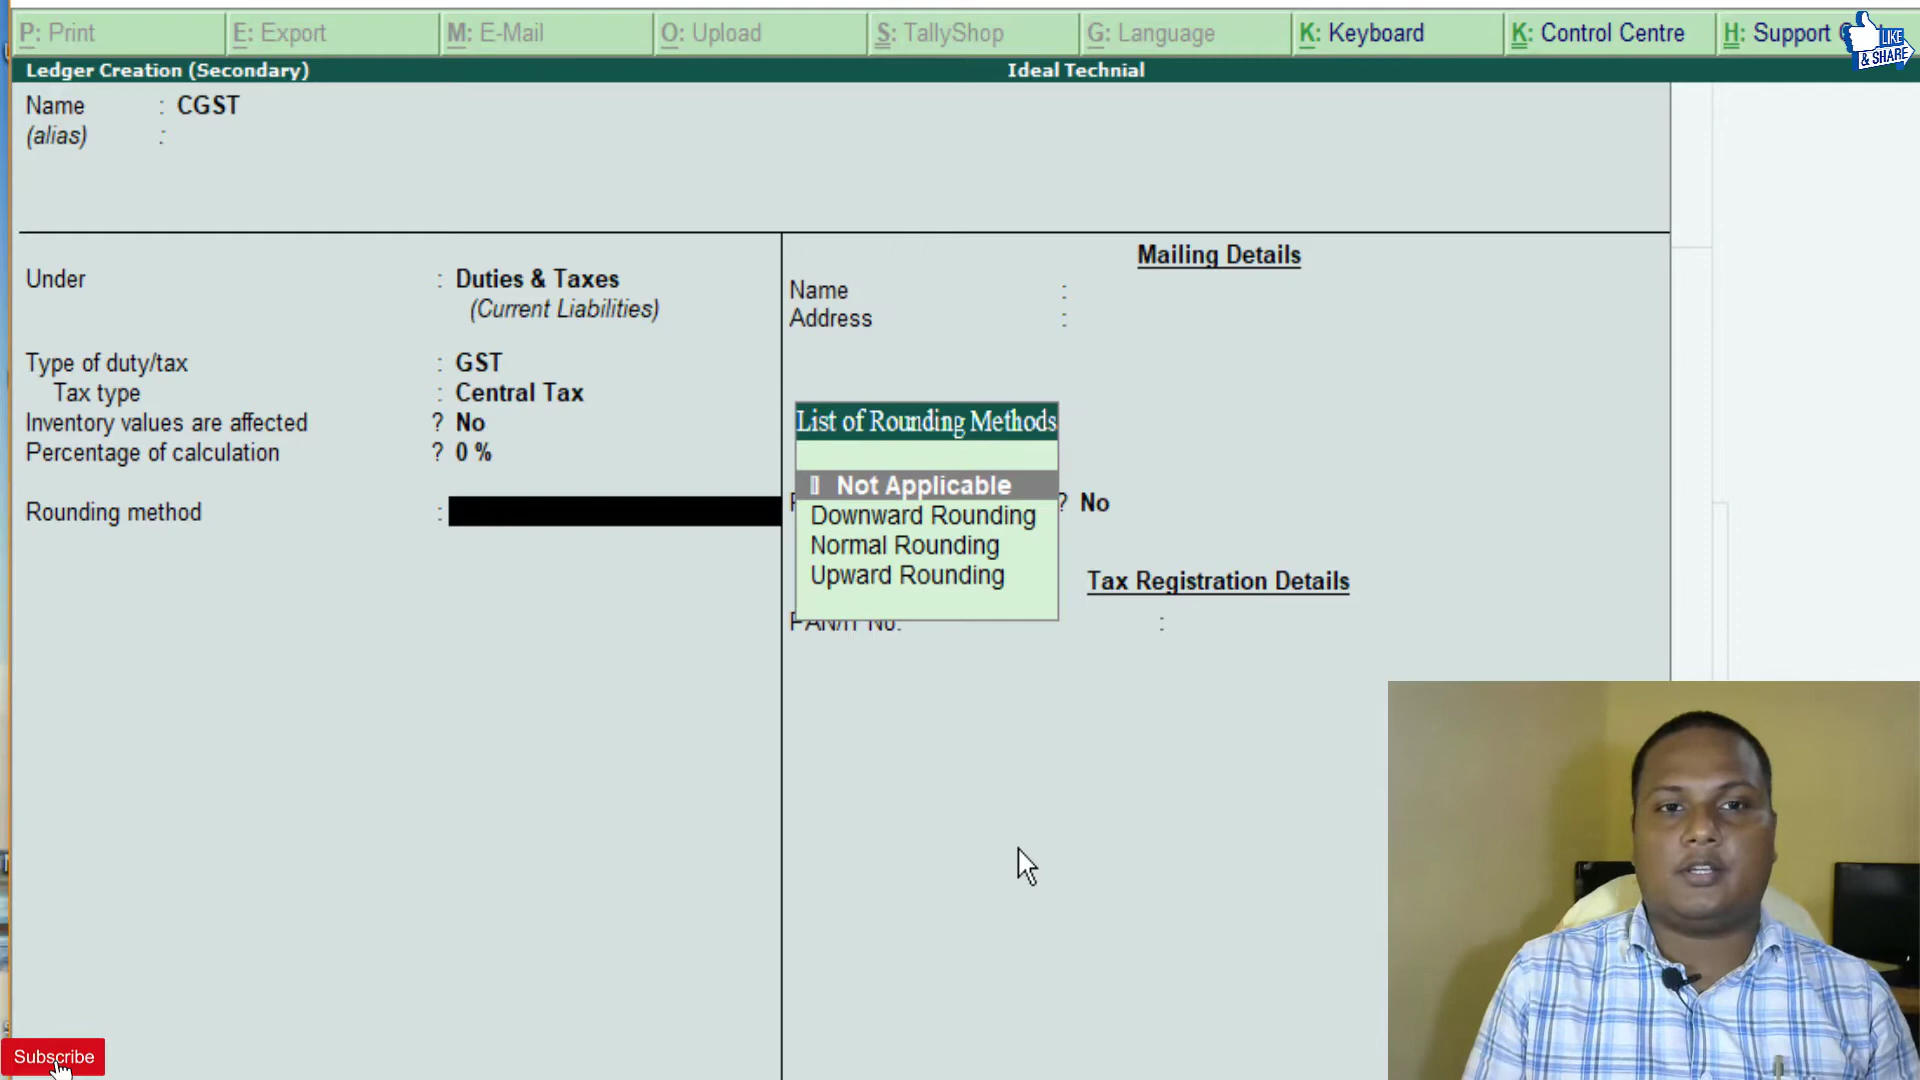 P: Print E: Export M: E-Mail O: Upload S: TallyShop G: Language K: Keyboard K: Control Centre H: Support
LIKE
& SHARE
Ledger Creation (Secondary) Ideal Technial
Name : CGST
(alias) :
Mailing Details
Under : Duties & Taxes
(Current Liabilities)
Name :
Address :
Type of duty/tax : GST
Tax type : Central Tax
Inventory values are affected ? No
Percentage of calculation ? 0 %
Rounding method :
List of Rounding Methods
Not Applicable
Downward Rounding
Normal Rounding
Upward Rounding
? No
Tax Registration Details
PAN/IT No. :
Subscribe